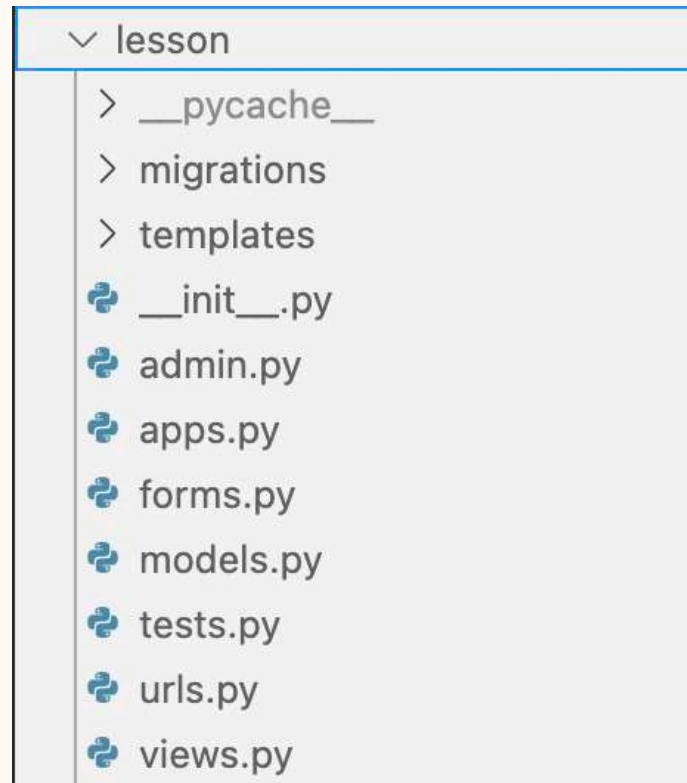 lesson
__pycache__
migrations
templates
__init__.py
admin.py
apps.py
forms.py
models.py
tests.py
urls.py
views.py